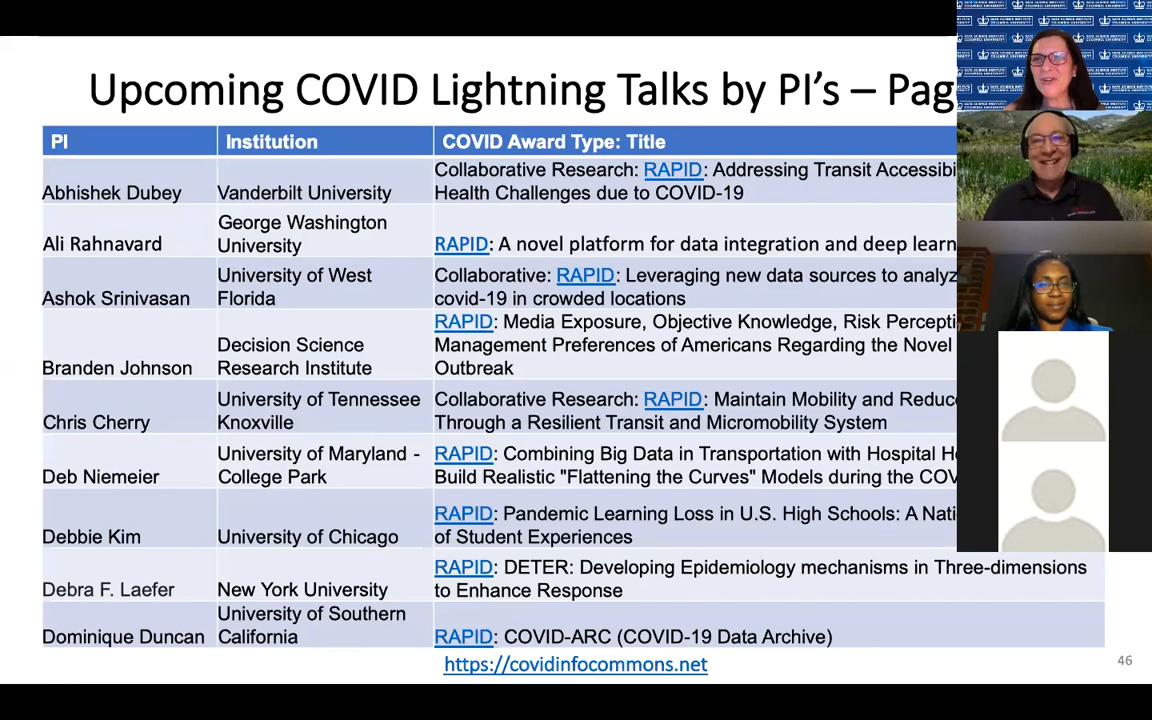 Upcoming COVID Lightning Talks by PI's – Pag
PI Institution COVID Award Type: Title
Abhishek Dubey Vanderbilt University
Collaborative Research: RAPID: Addressing Transit Accessibi
Health Challenges due to COVID-19
Ali Rahnavard
George Washington
University
RAPID: A novel platform for data integration and deep learn
Ashok Srinivasan
University of West
Florida
Collaborative: RAPID: Leveraging new data sources to analyz
covid-19 in crowded locations
Branden Johnson
Decision Science
Research Institute
RAPID: Media Exposure, Objective Knowledge, Risk Percepti
Management Preferences of Americans Regarding the Novel
Outbreak
Chris Cherry
University of Tennessee
Knoxville
Collaborative Research: RAPID: Maintain Mobility and Reduc
Through a Resilient Transit and Micromobility System
Deb Niemeier
University of Maryland -
College Park
RAPID: Combining Big Data in Transportation with Hospital H
Build Realistic "Flattening the Curves" Models during the COV
Debbie Kim University of Chicago
RAPID: Pandemic Learning Loss in U.S. High Schools: A Nati
of Student Experiences
Debra F. Laefer New York University
RAPID: DETER: Developing Epidemiology mechanisms in Three-dimensions
to Enhance Response
Dominique Duncan
University of Southern
California
RAPID: COVID-ARC (COVID-19 Data Archive)
https://covidinfocommons.net
46